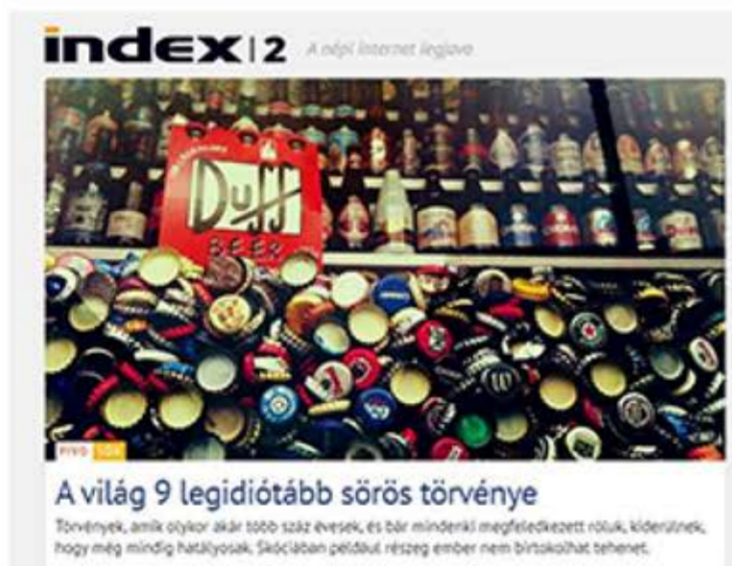 index|2 A népi internet legjava
Duff
BEER
A világ 9 legidiótább sörös törvénye
Törvények, amik olykor akár több száz évesek, és bár mindenki megfeledkezett róluk, kiderülnek,
hogy még mindig hatályosak. Skóciában például részeg ember nem birtokolhat tehenet.